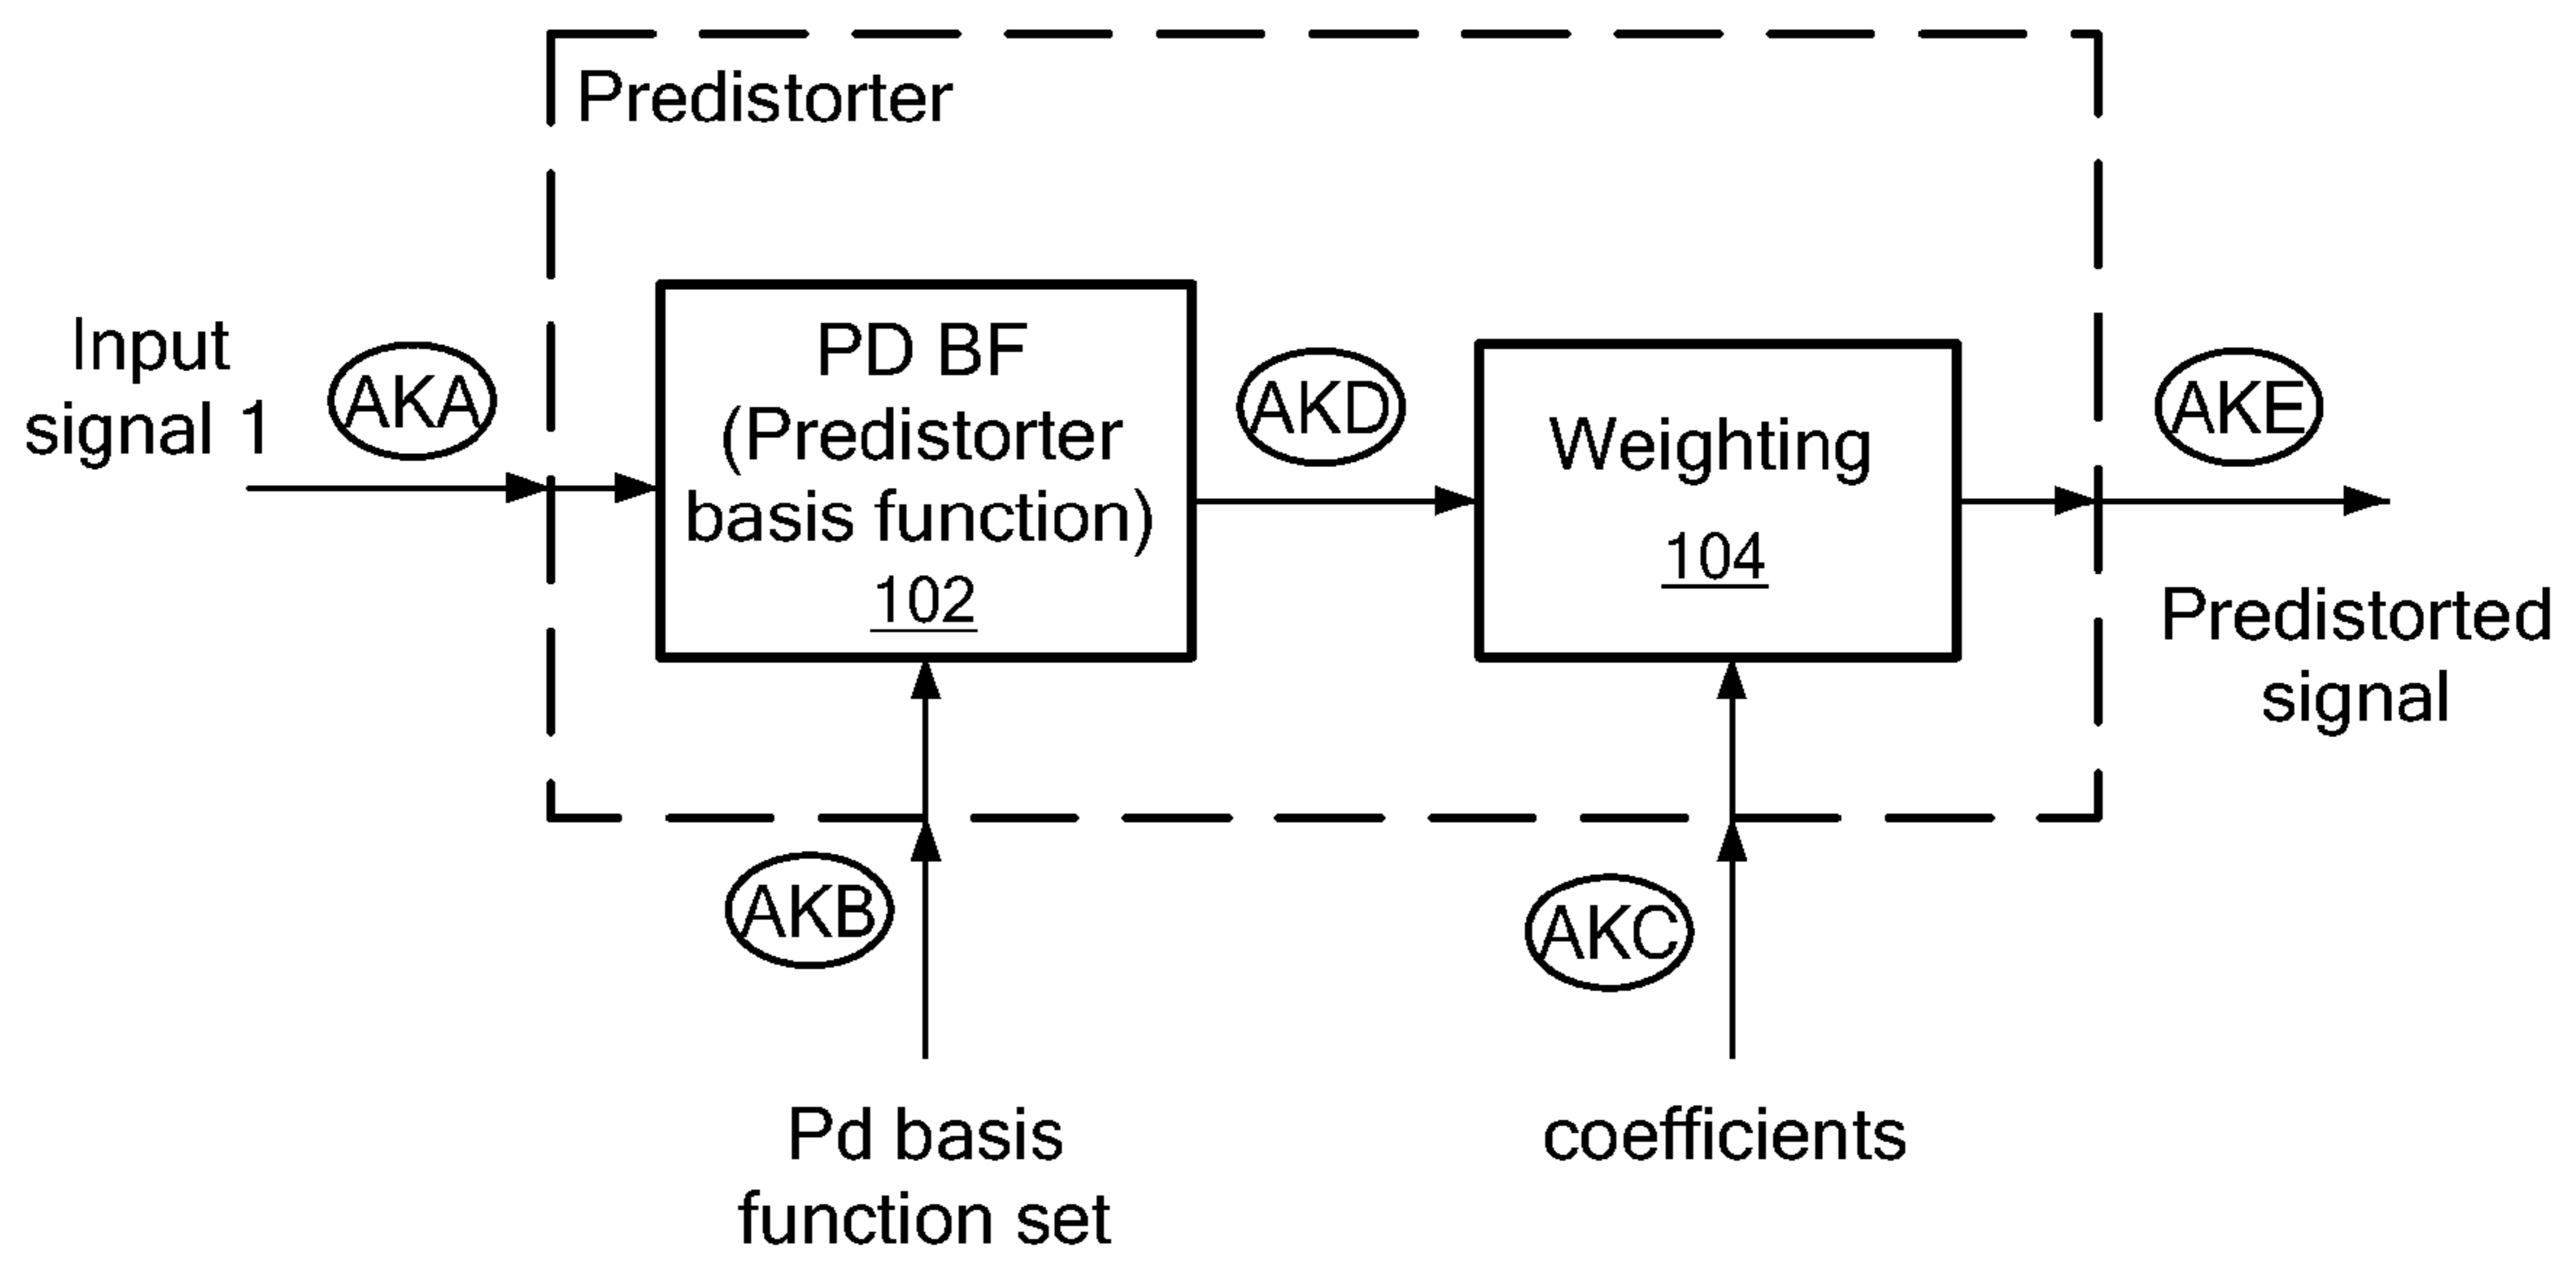 Predistorter
Input
signal 1
AKA
PD BF
(Predistorter
basis function)
102
AKD
Weighting
104
AKE
Predistorted
signal
AKB
AKC
Pd basis
function set
coefficients